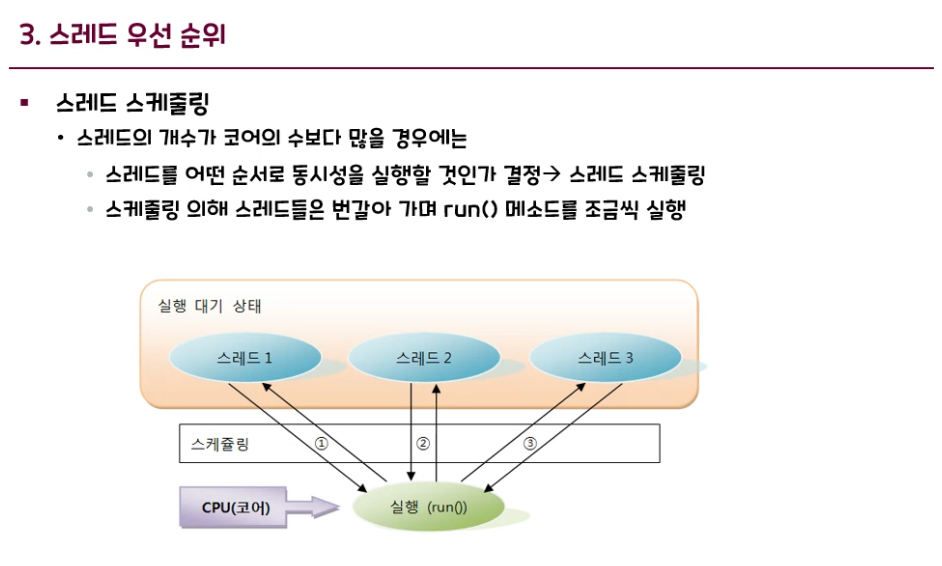 3. 스레드 우선 순위
▪ 스레드 스케줄링
• 스레드의 개수가 코어의 수보다 많을 경우에는
• 스레드를 어떤 순서로 동시성을 실행할 것인가 결정→ 스레드 스케줄링
• 스케줄링 의해 스레드들은 번갈아 가며 run() 메소드를 조금씩 실행
실행 대기 상태
스레드 1
스레드 2
스레드 3
스케쥴링
①
②
③
CPU(코어)
실행 (run())